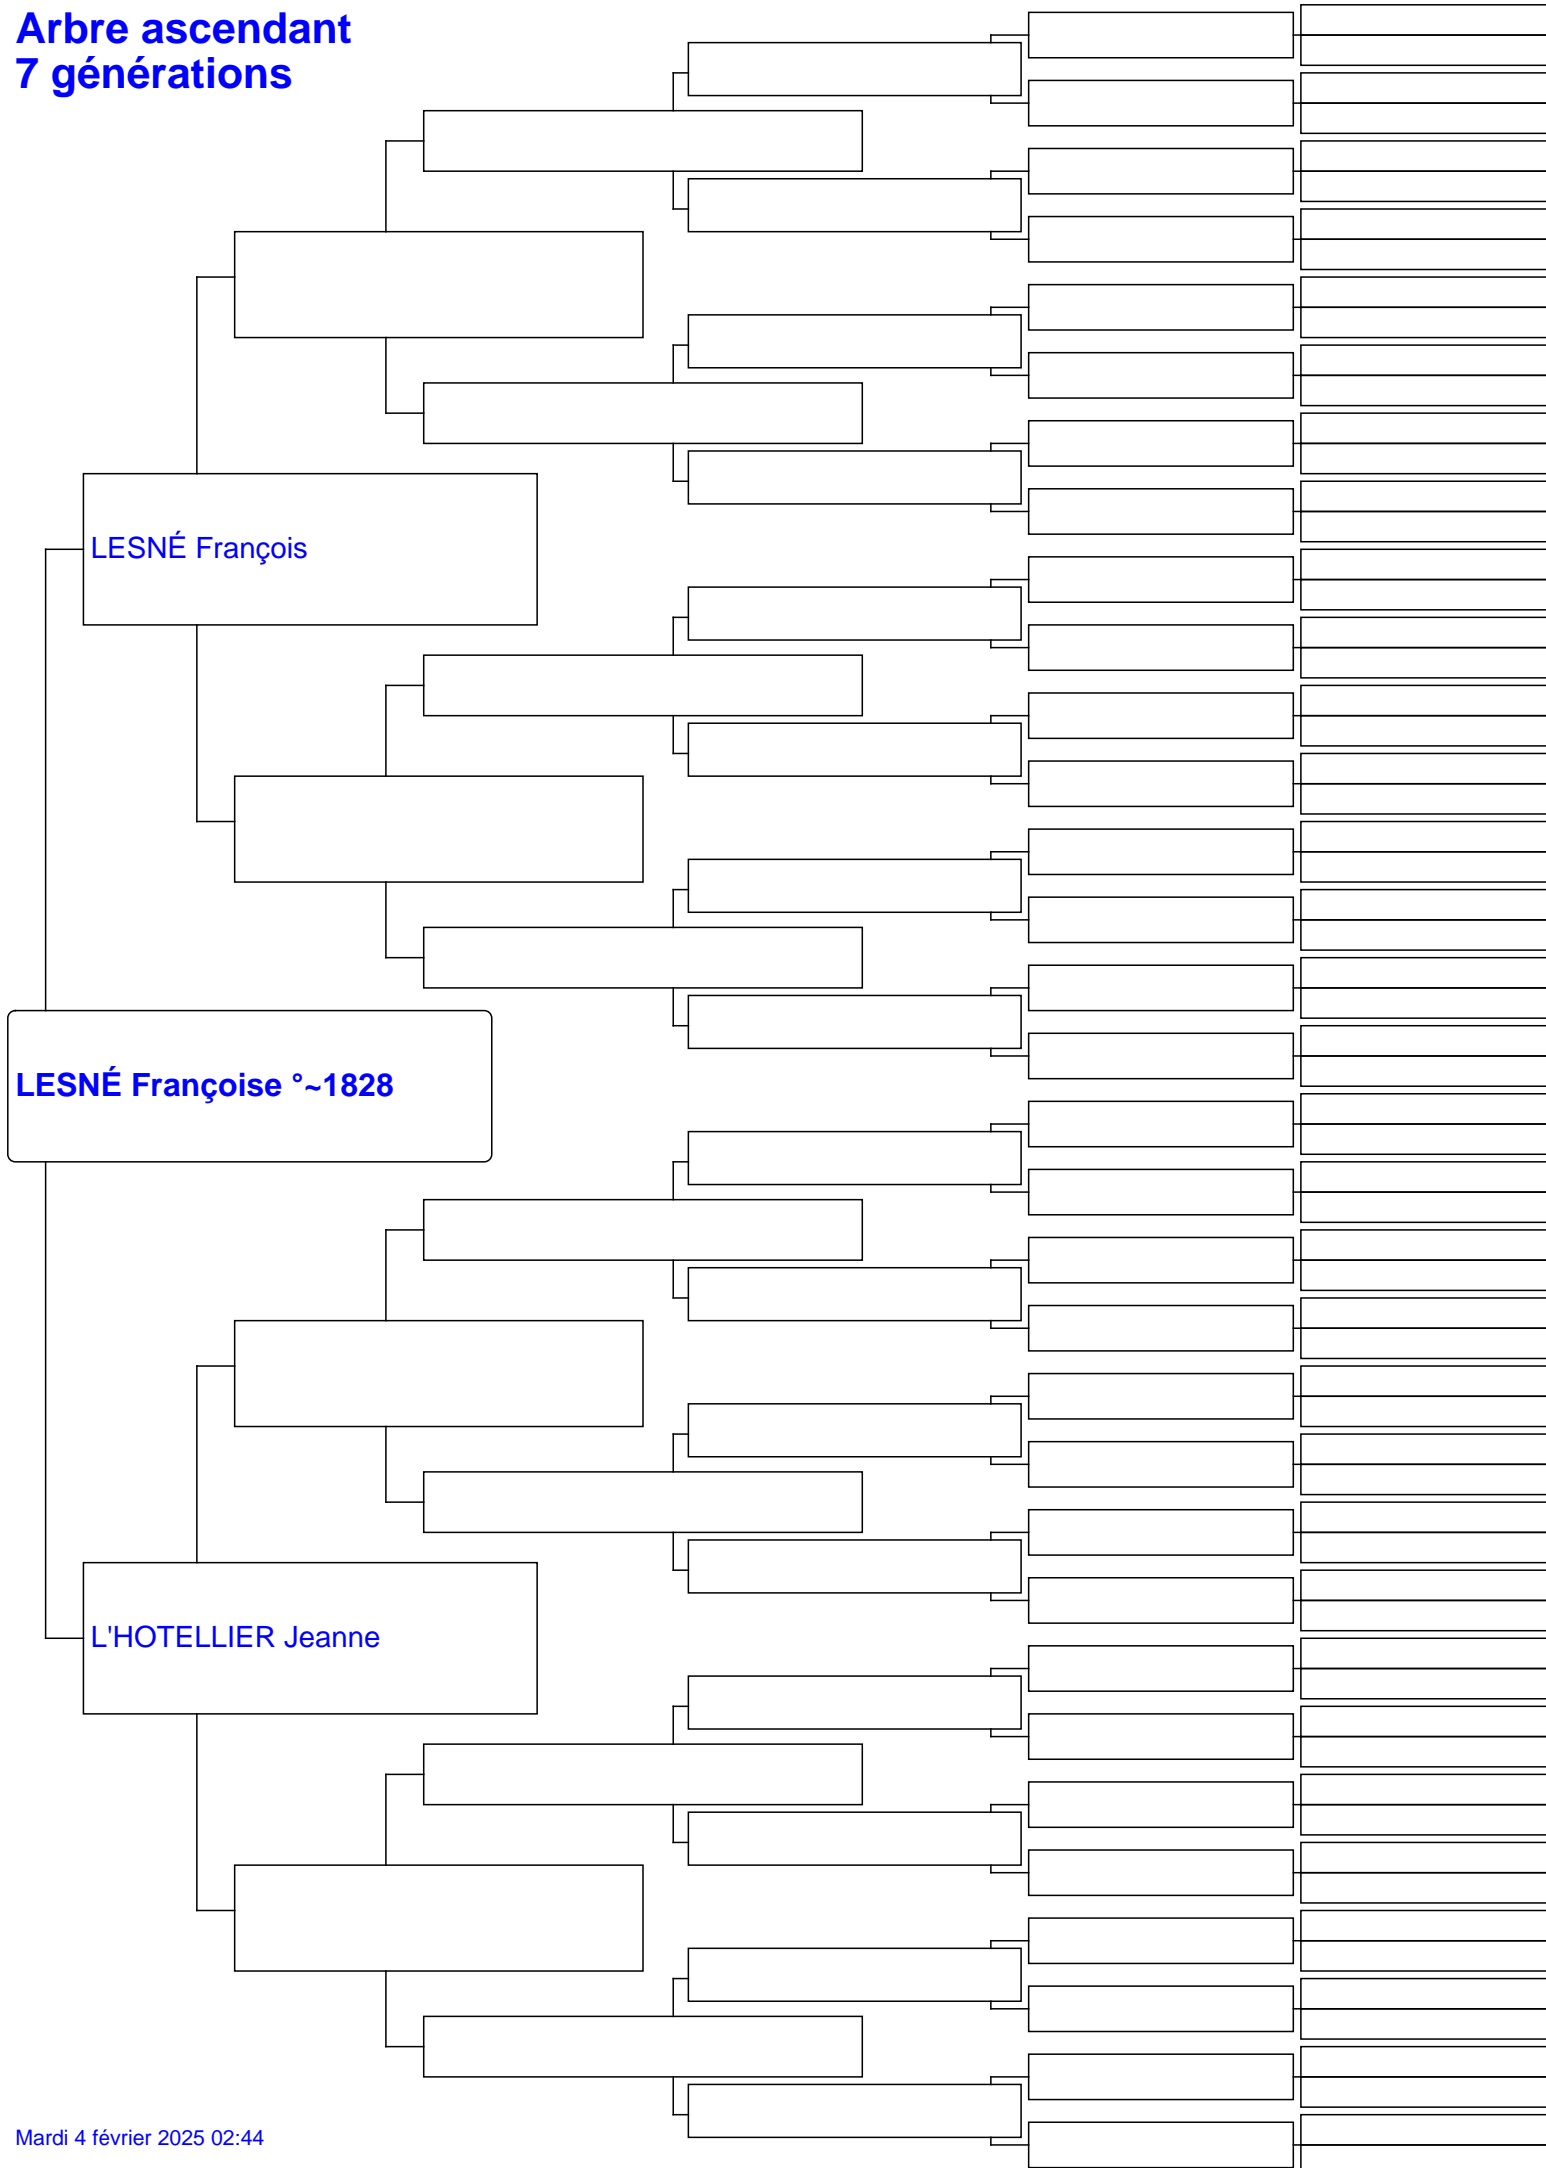 Arbre ascendant
7 générations
LESNÉ François
LESNÉ Françoise °~1828
L'HOTELLIER Jeanne
Mardi 4 février 2025 02:44